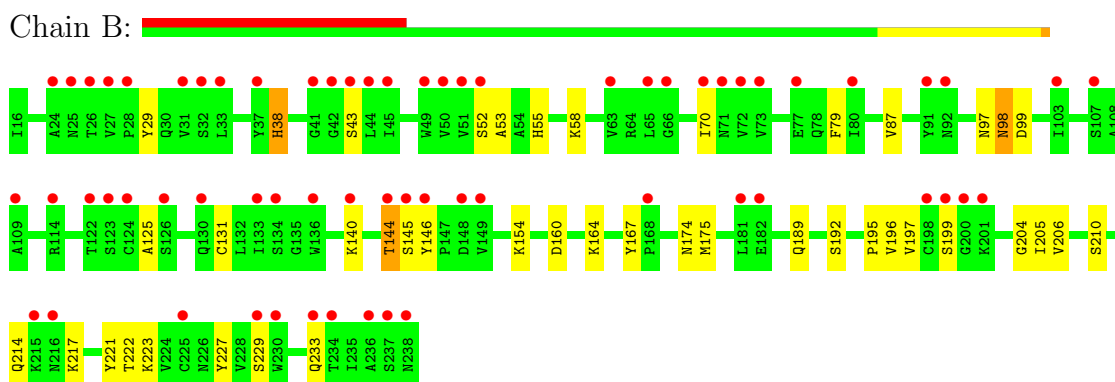 Chain B:
I16 A24 N25 T26 V27 P28 Y29 Q30 V31 S32 L33 Y37 H38 G41 G42 S43 L44 I45 W49 V50 V51 S52 A53 A54 H55 K58 V63 R64 L65 G66 I70 N71 V72 V73 E77 Q78 F79 I80 V87 Y91 N92 N97 N98 D99 I103 S107 A108
A109 R114 T122 S123 C124 A125 S126 Q130 C131 L132 I133 S134 G135 W136 K140 T144 S145 Y146 P147 D148 V149 K154 D160 K164 Y167 P168 N174 M175 L181 E182 Q189 S192 P195 V196 V197 C198 S199 G200 K201 G204 I205 V206 S210
Q214 K215 N216 K217 Y221 T222 K223 V224 C225 N226 Y227 V228 S229 W230 Q233 T234 I235 A236 S237 N238